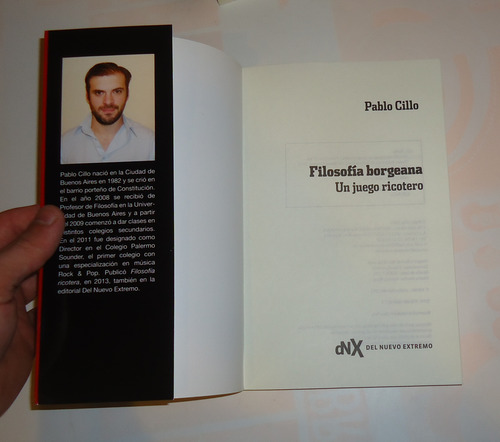 Pablo Cillo nació en la Ciudad de
Buenos Aires en 1982 y se crió en
el barrio porteño de Constitución.
En el año 2008 se recibió de
Profesor de Filosofía en la Univer-
sidad de Buenos Aires y a partir
del 2009 comenzó a dar clases en
distintos colegios secundarios.
En el 2011 fue designado como
Director en el Colegio Palermo
Sounder, el primer colegio con
una especialización en música
Rock & Pop. Publicó Filosofía
ricotera, en 2013, también en la
editorial Del Nuevo Extremo.
Pablo Cillo
Filosofía borgeana
Un juego ricotero
dNX DEL NUEVO EXTREMO